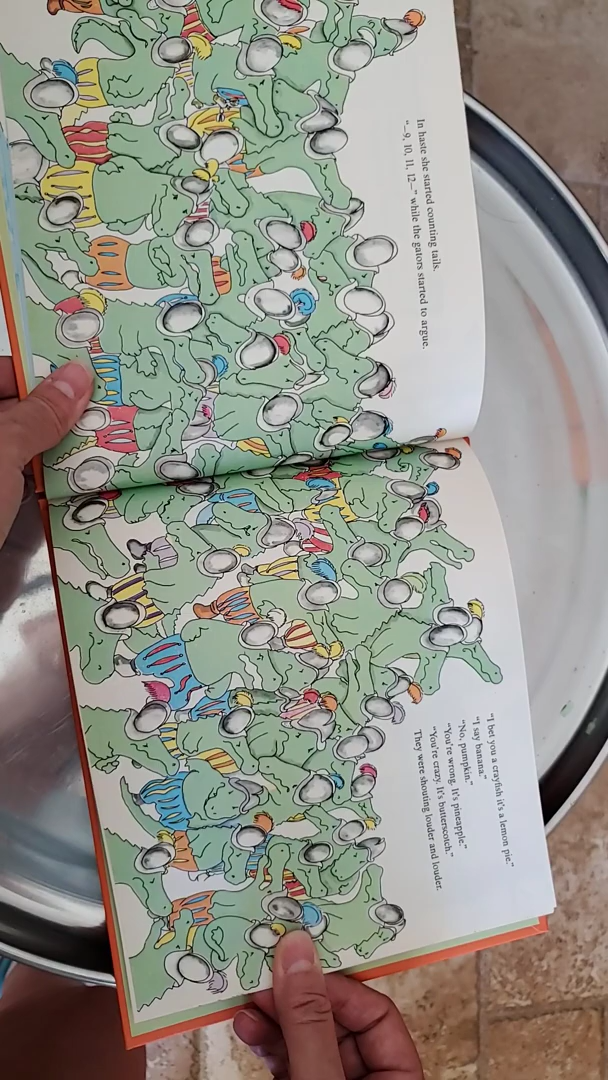 In haste she started counting tails.
"—9, 10, 11, 12—" while the gators started to argue.
"I bet you a crayfish it's a lemon pie."
"I say banana."
"No, pumpkin."
"You're wrong. It's pineapple."
"You're crazy. It's butterscotch."
They were shouting louder and louder.